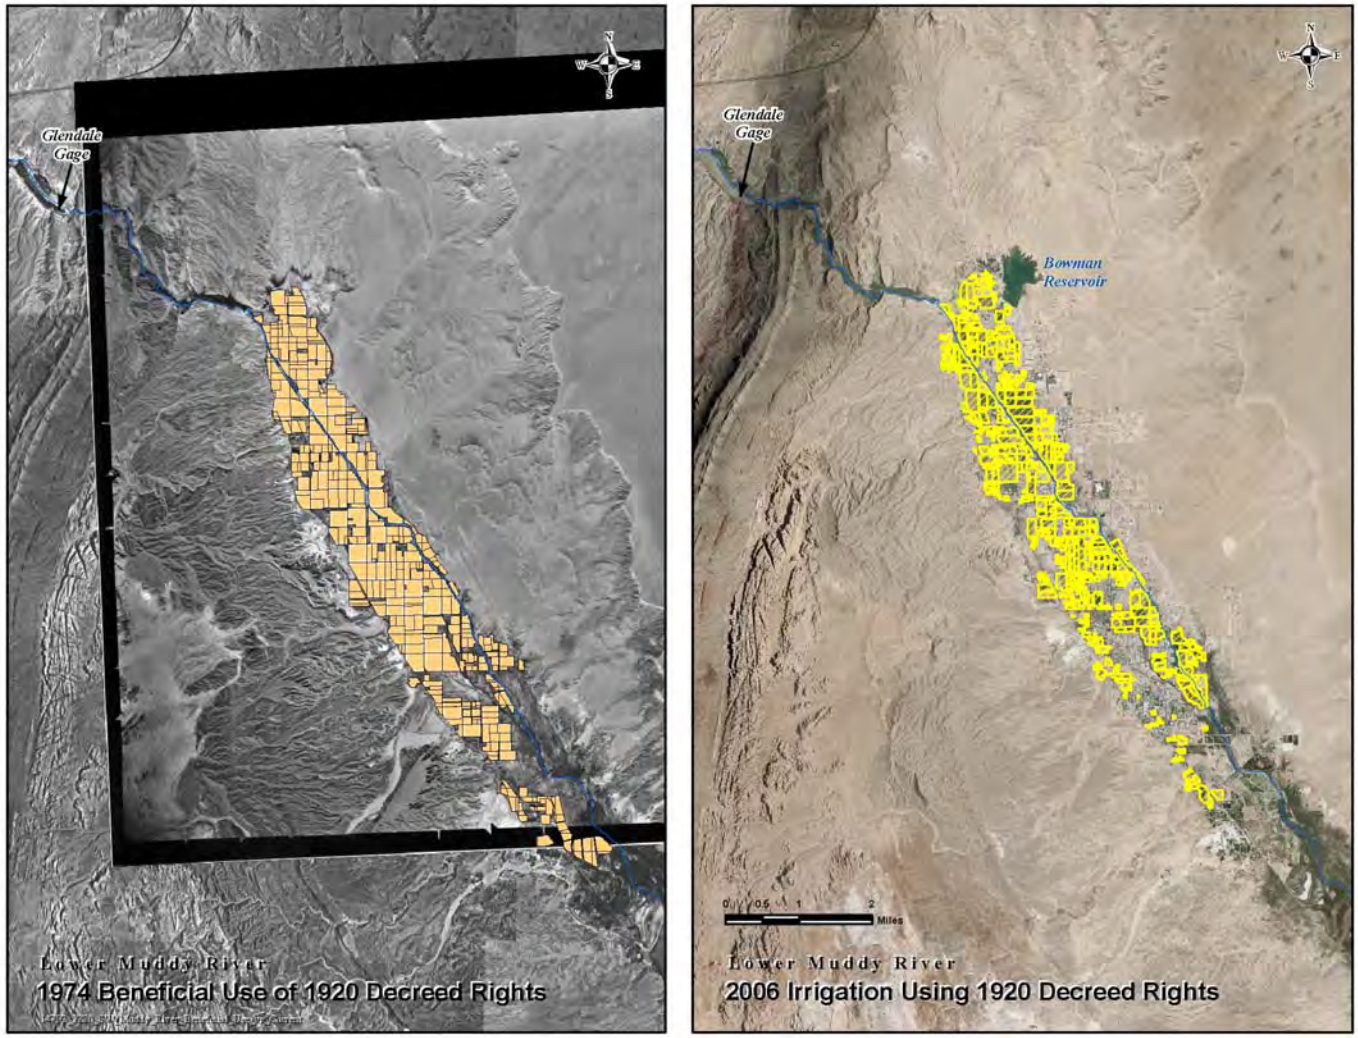 N
W E
S
Glendale
Gage
Lower Muddy River
1974 Beneficial Use of 1920 Decreed Rights
N
W E
S
Glendale
Gage
Bowman
Reservoir
0 0.5 1 2
Miles
Lower Muddy River
2006 Irrigation Using 1920 Decreed Rights